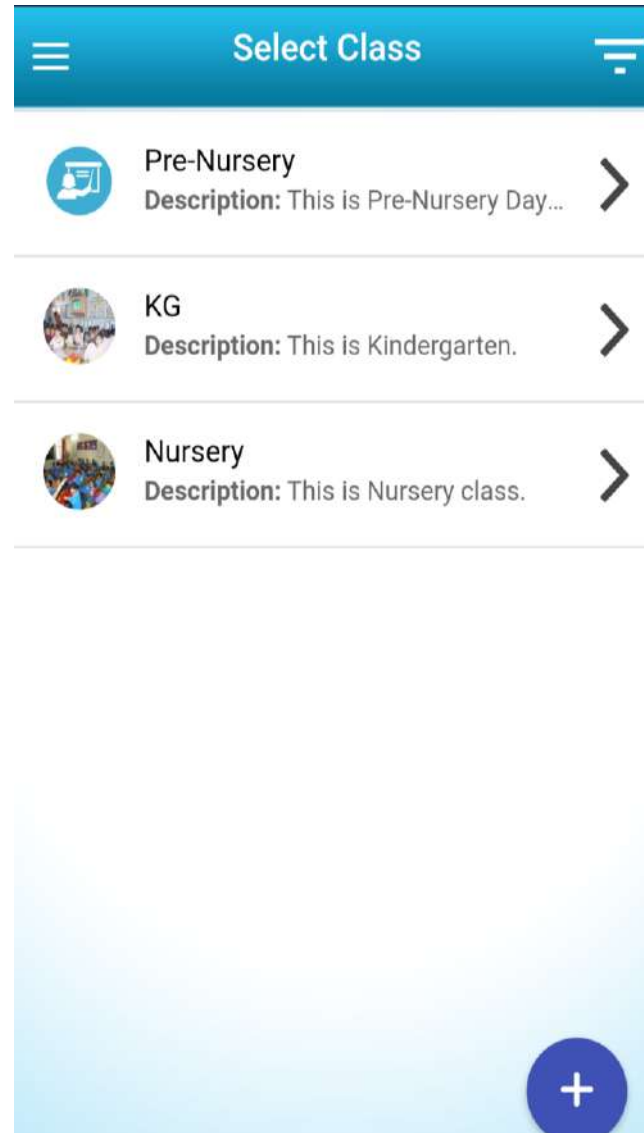 Select Class
Pre-Nursery
Description: This is Pre-Nursery Day...
KG
Description: This is Kindergarten.
Nursery
Description: This is Nursery class.